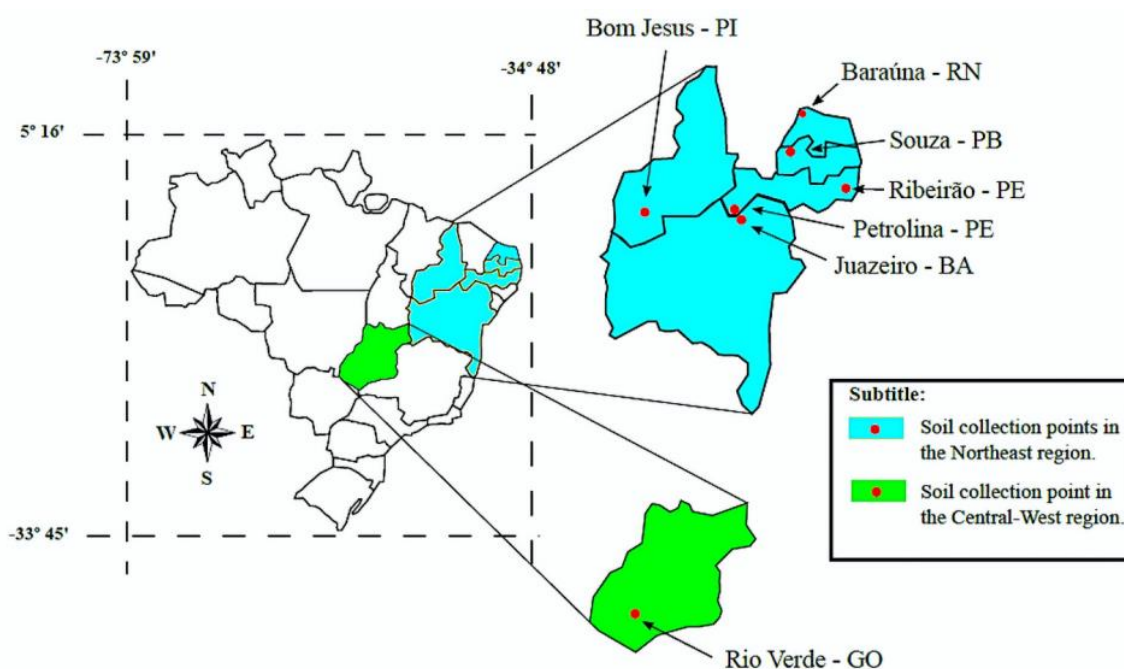 Bom Jesus - PI
-73° 59'
-34° 48'
Baraúna - RN
5° 16'
Souza - PB
Ribeirão - PE
Petrolina - PE
Juazeiro - BA
N
W E
S
Subtitle:
Soil collection points in
the Northeast region.
Soil collection point in
the Central-West region.
-33° 45'
Rio Verde - GO